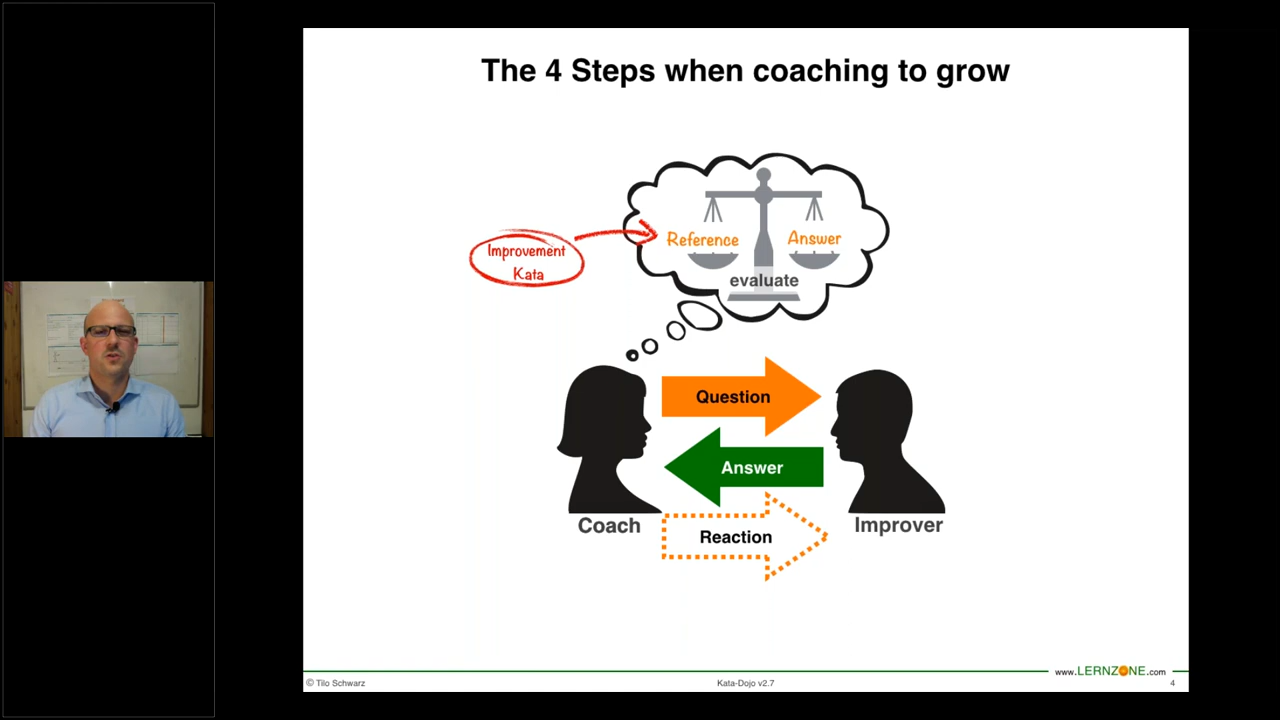 The 4 Steps when coaching to grow
Improvement
Kata
Reference
Answer
evaluate
Question
Answer
Reaction
Coach
Improver
www.LERNZONE.com
© Tilo Schwarz
Kata-Dojo v2.7
4